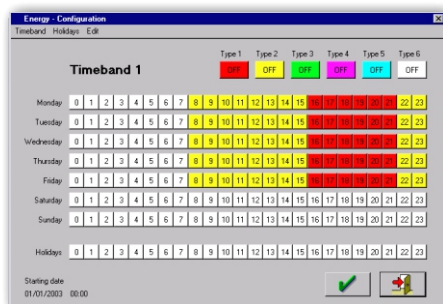 Energy - Configuration
Timeband Holidays Edit
Type 1 Type 2 Type 3 Type 4 Type 5 Type 6
Timeband 1 OFF OFF OFF OFF OFF OFF
Monday 0 1 2 3 4 5 6 7 8 9 10 11 12 13 14 15 16 17 18 19 20 21 22 23
Tuesday 0 1 2 3 4 5 6 7 8 9 10 11 12 13 14 15 16 17 18 19 20 21 22 23
Wednesday 0 1 2 3 4 5 6 7 8 9 10 11 12 13 14 15 16 17 18 19 20 21 22 23
Thursday 0 1 2 3 4 5 6 7 8 9 10 11 12 13 14 15 16 17 18 19 20 21 22 23
Friday 0 1 2 3 4 5 6 7 8 9 10 11 12 13 14 15 16 17 18 19 20 21 22 23
Saturday 0 1 2 3 4 5 6 7 8 9 10 11 12 13 14 15 16 17 18 19 20 21 22 23
Sunday 0 1 2 3 4 5 6 7 8 9 10 11 12 13 14 15 16 17 18 19 20 21 22 23
Holidays 0 1 2 3 4 5 6 7 8 9 10 11 12 13 14 15 16 17 18 19 20 21 22 23
Starting date
01/01/2003 00:00